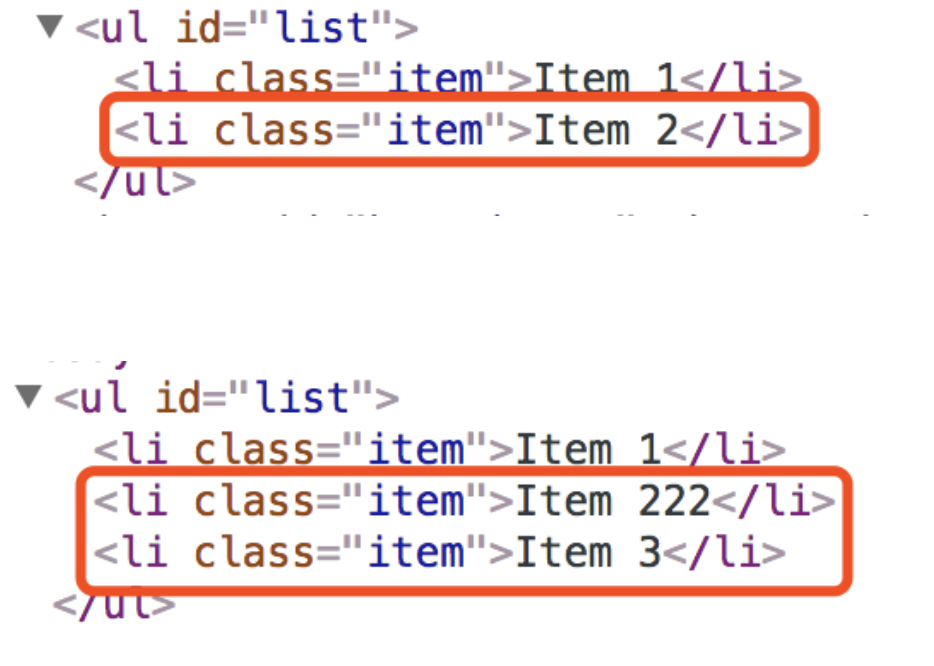 ▼<ul id="list">
<li class="item">Item 1</li>
<li class="item">Item 2</li>
</ul>
▼<ul id="list">
<li class="item">Item 1</li>
<li class="item">Item 222</li>
<li class="item">Item 3</li>
</ul>